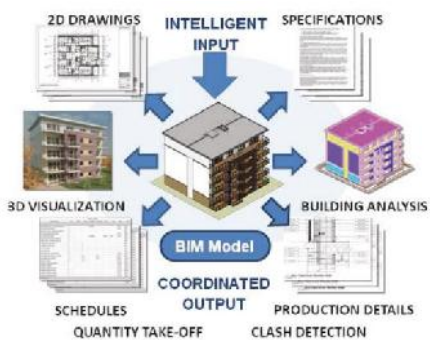 2D DRAWINGS
INTELLIGENT
INPUT
SPECIFICATIONS
3D VISUALIZATION
BUILDING ANALYSIS
BIM Model
COORDINATED
OUTPUT
SCHEDULES
PRODUCTION DETAILS
QUANTITY TAKE-OFF
CLASH DETECTION